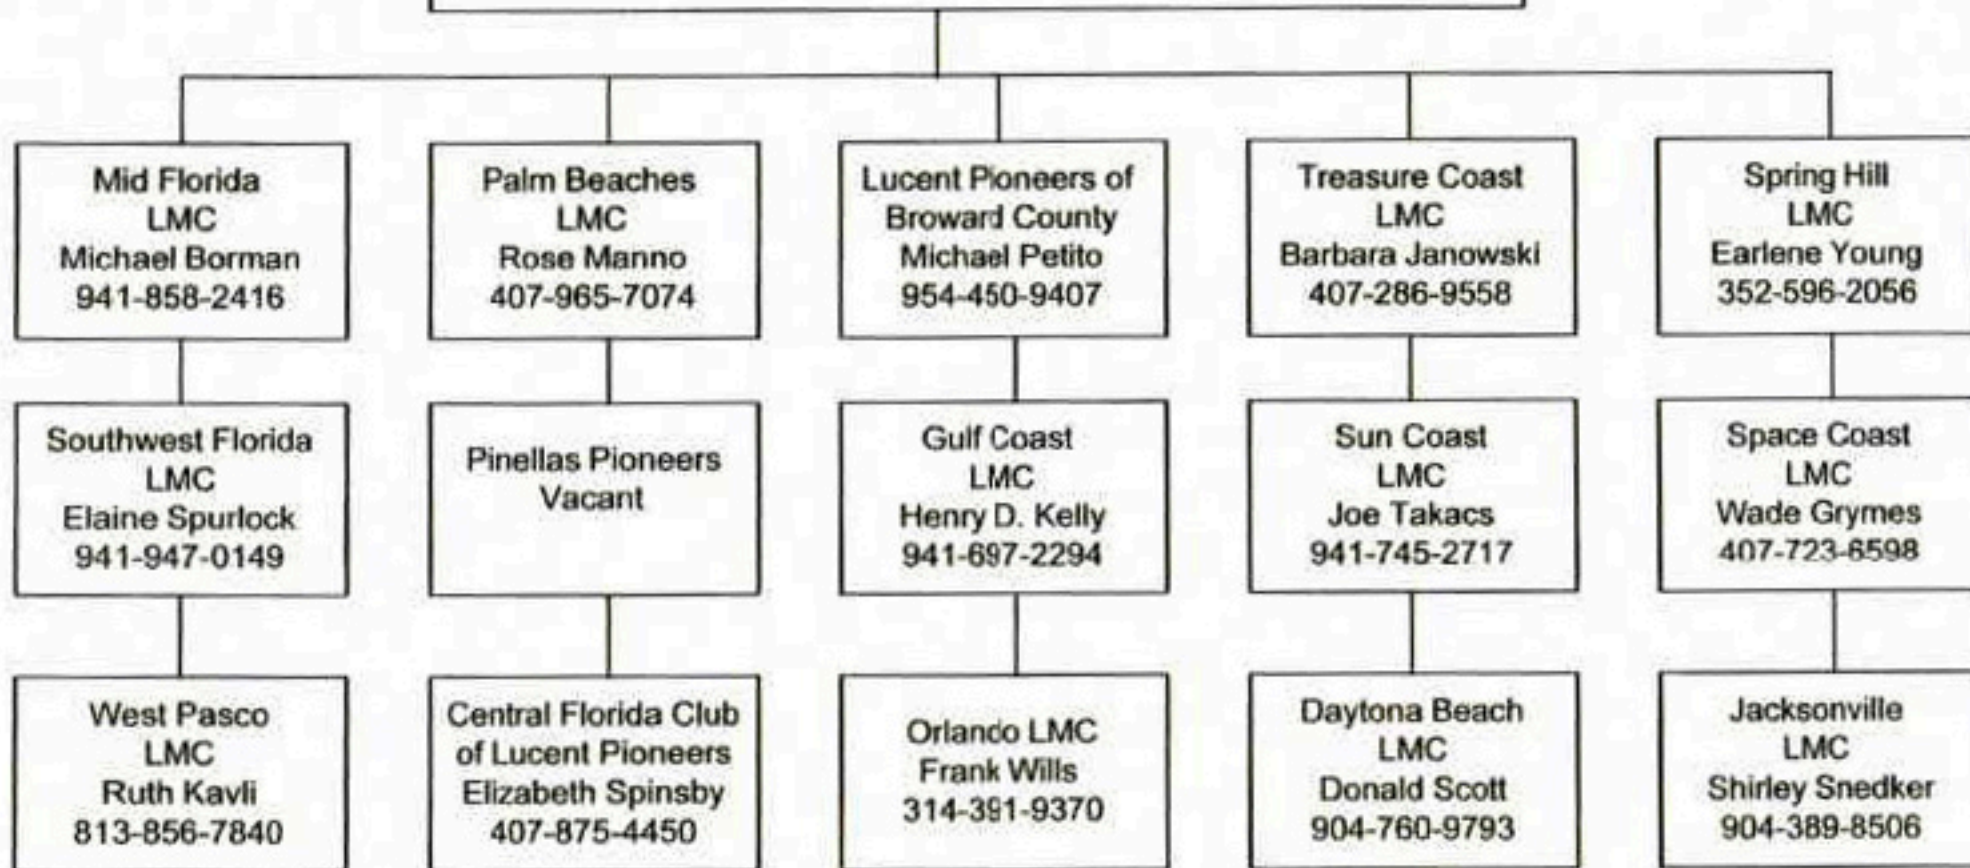 Mid Florida
LMC
Michael Borman
941-858-2416
Palm Beaches
LMC
Rose Manno
407-965-7074
Lucent Pioneers of
Broward County
Michael Petito
954-450-9407
Treasure Coast
LMC
Barbara Janowski
407-286-9558
Spring Hill
LMC
Earlene Young
352-596-2056
Southwest Florida
LMC
Elaine Spurlock
941-947-0149
Pinellas Pioneers
Vacant
Gulf Coast
LMC
Henry D. Kelly
941-697-2294
Sun Coast
LMC
Joe Takacs
941-745-2717
Space Coast
LMC
Wade Grymes
407-723-6598
West Pasco
LMC
Ruth Kavli
813-856-7840
Central Florida Club
of Lucent Pioneers
Elizabeth Spinsby
407-875-4450
Orlando LMC
Frank Wills
314-391-9370
Daytona Beach
LMC
Donald Scott
904-760-9793
Jacksonville
LMC
Shirley Snedker
904-389-8506